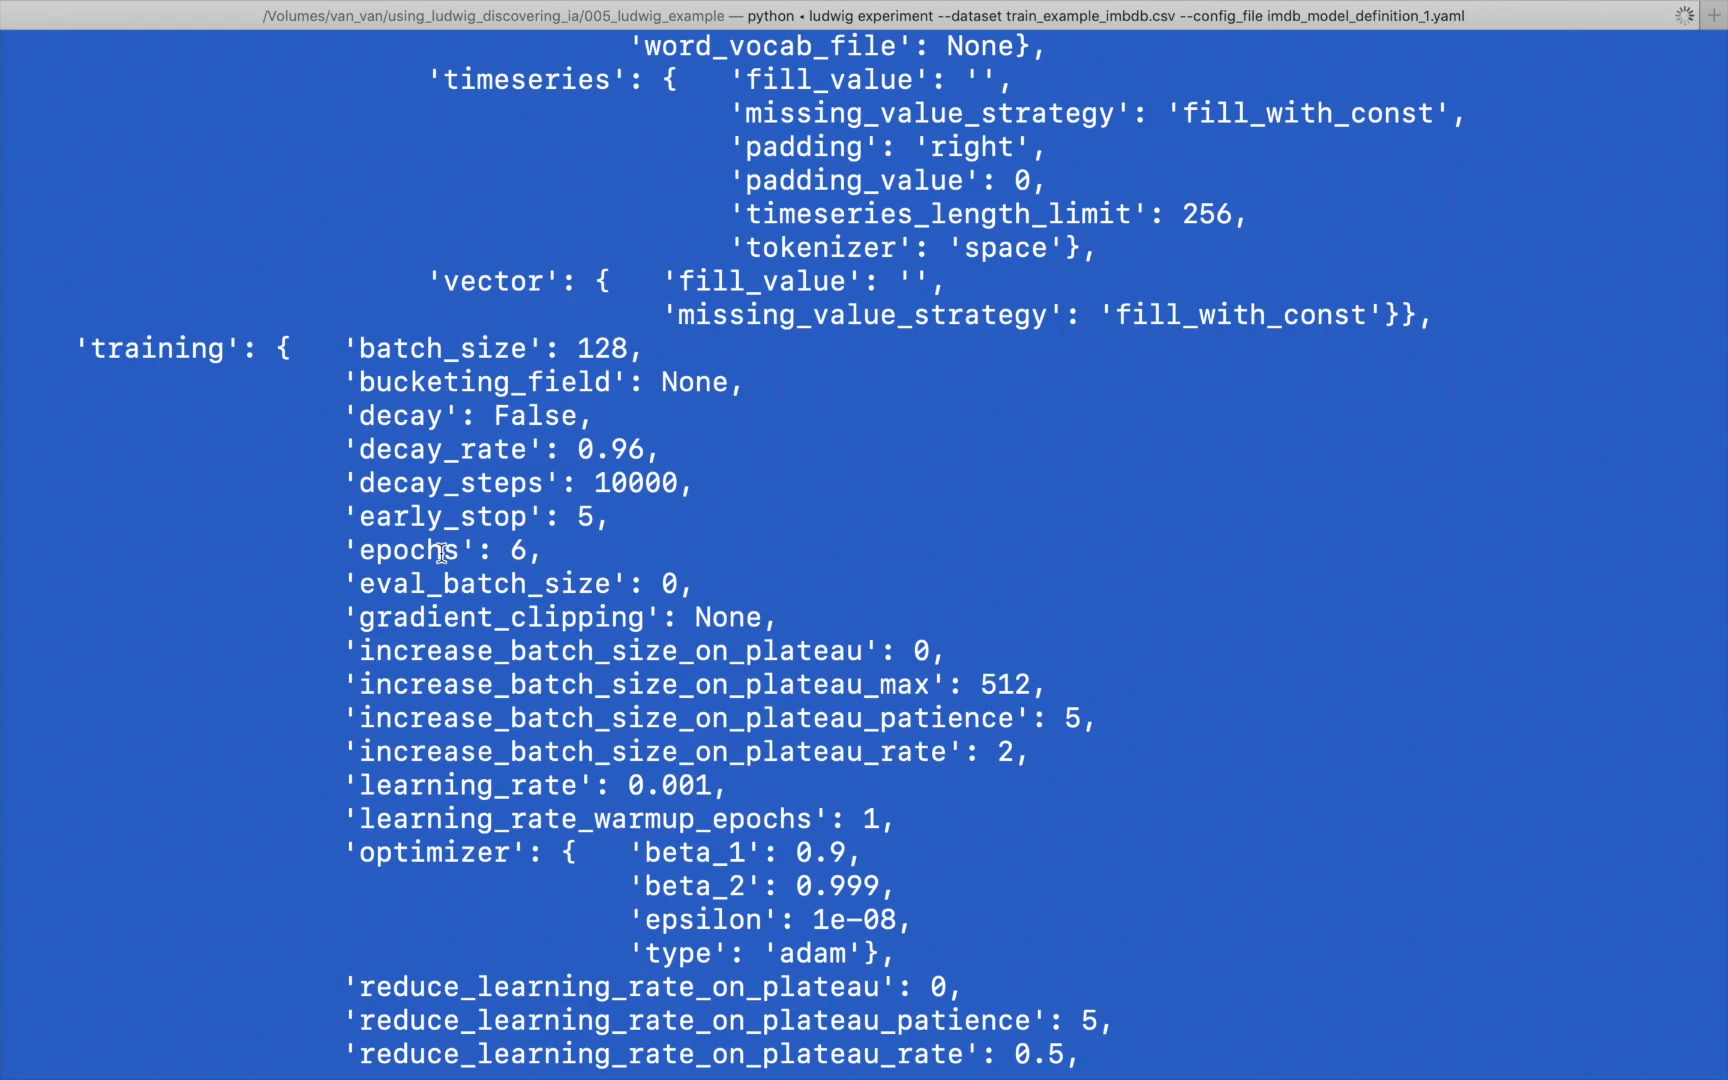 /Volumes/van_van/using_ludwig_discovering_ia/005_ludwig_example — python ◂ ludwig experiment --dataset train_example_imbdb.csv --config_file imdb_model_definition_1.yaml
'word_vocab_file': None},
'timeseries': { 'fill_value': '',
'missing_value_strategy': 'fill_with_const',
'padding': 'right',
'padding_value': 0,
'timeseries_length_limit': 256,
'tokenizer': 'space'},
'vector': { 'fill_value': '',
'missing_value_strategy': 'fill_with_const'}},
'training': { 'batch_size': 128,
'bucketing_field': None,
'decay': False,
'decay_rate': 0.96,
'decay_steps': 10000,
'early_stop': 5,
'epochs': 6,
'eval_batch_size': 0,
'gradient_clipping': None,
'increase_batch_size_on_plateau': 0,
'increase_batch_size_on_plateau_max': 512,
'increase_batch_size_on_plateau_patience': 5,
'increase_batch_size_on_plateau_rate': 2,
'learning_rate': 0.001,
'learning_rate_warmup_epochs': 1,
'optimizer': { 'beta_1': 0.9,
'beta_2': 0.999,
'epsilon': 1e-08,
'type': 'adam'},
'reduce_learning_rate_on_plateau': 0,
'reduce_learning_rate_on_plateau_patience': 5,
'reduce_learning_rate_on_plateau_rate': 0.5,